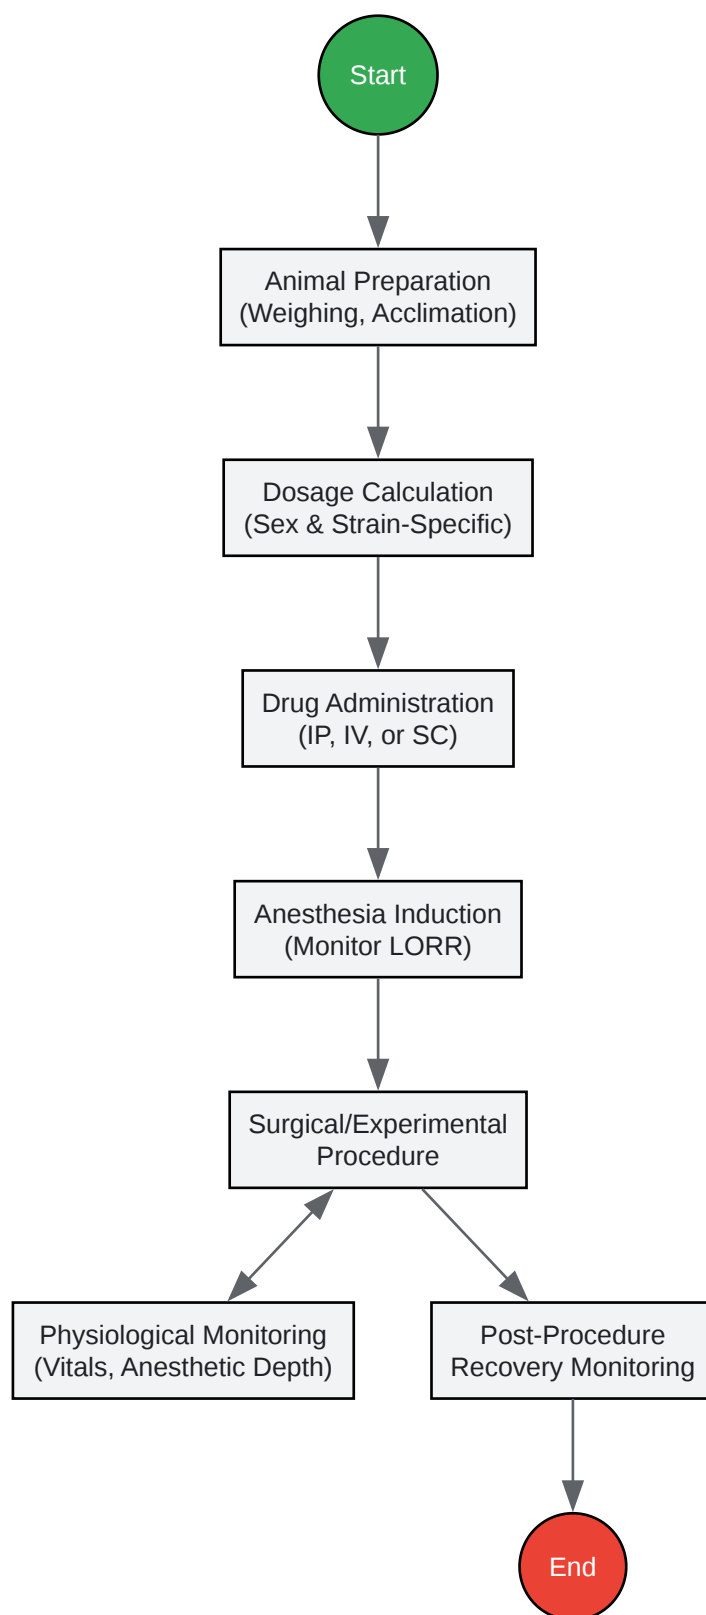 Start
Animal Preparation
(Weighing, Acclimation)
Dosage Calculation
(Sex & Strain-Specific)
Drug Administration
(IP, IV, or SC)
Anesthesia Induction
(Monitor LORR)
Surgical/Experimental
Procedure
Physiological Monitoring
(Vitals, Anesthetic Depth)
Post-Procedure
Recovery Monitoring
End